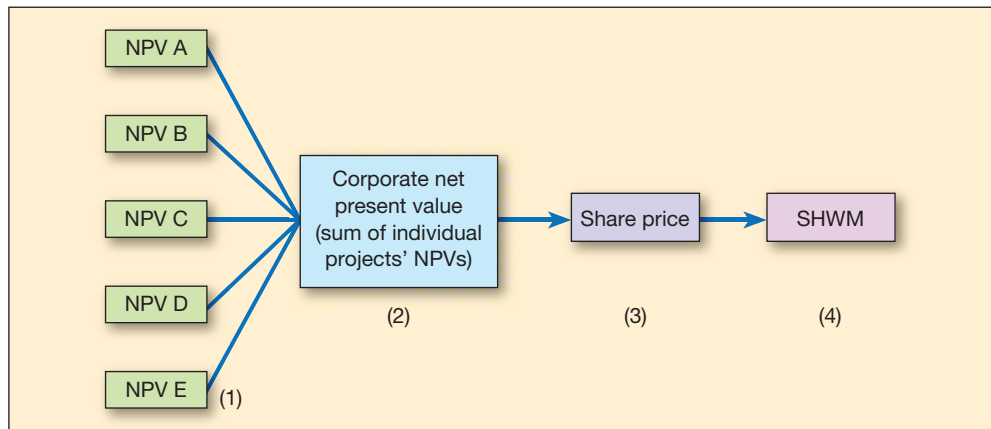 NPV A
NPV B
NPV C
NPV D
NPV E
(1)
Corporate net
present value
(sum of individual
projects' NPVs)
(2)
Share price
(3)
SHWM
(4)